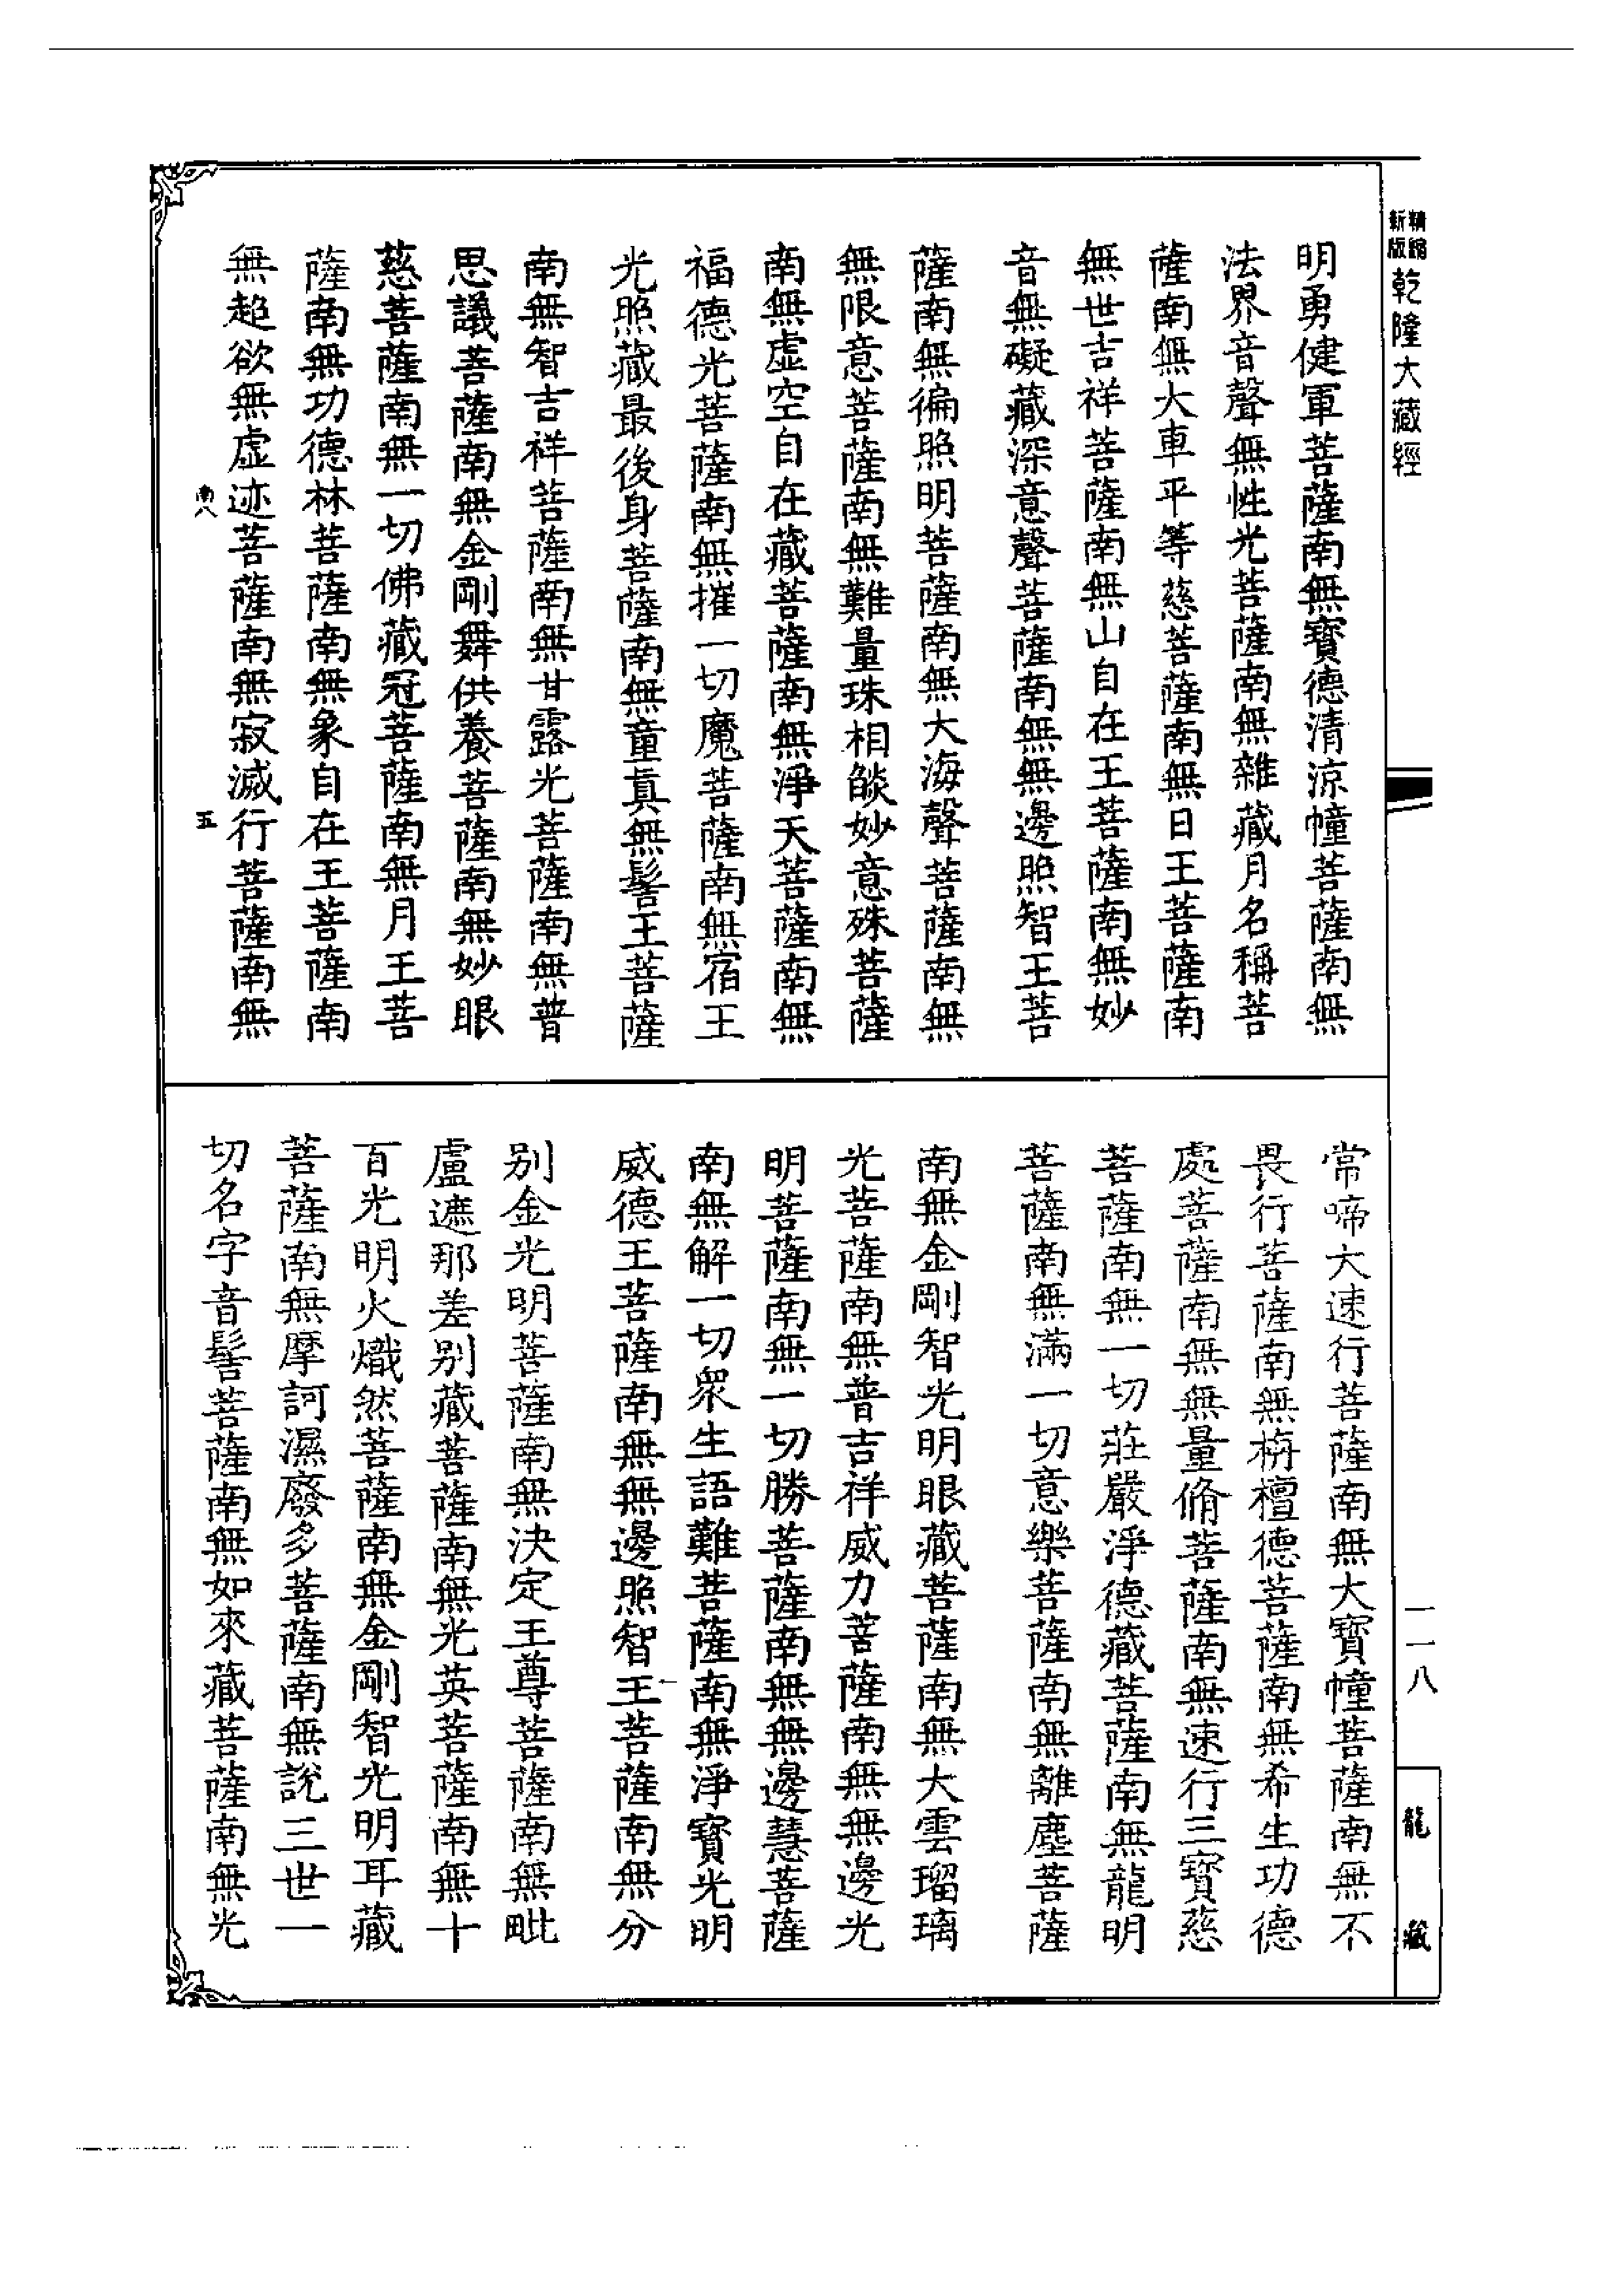 精縮新版乾隆大藏經
明勇健軍菩薩南無寶德清涼幢菩薩南無
法界音聲無性光菩薩南無雜藏月名稱菩
薩南無大車平等慈菩薩南無日王菩薩南
無世吉祥菩薩南無山自在王菩薩南無妙
音無礙藏深意聲菩薩南無無邊照智王菩
薩南無徧照明菩薩南無大海聲菩薩南無
無限意菩薩南無難量珠相燄妙意殊菩薩
南無虛空自在藏菩薩南無淨天菩薩南無
福德光菩薩南無摧一切魔菩薩南無宿王
光照藏最後身菩薩南無童真無髻王菩薩
南無智吉祥菩薩南無甘露光菩薩南無普
思議菩薩南無金剛舞供養菩薩南無妙眼
慈菩薩南無一切佛藏冠菩薩南無月王菩
薩南無功德林菩薩南無象自在王菩薩南
無超欲無虛迹菩薩南無寂滅行菩薩南無
南八
五
一一八
龍藏
常啼大速行菩薩南無大寶幢菩薩南無不
畏行菩薩南無栴檀德菩薩南無希生功德
處菩薩南無無量脩菩薩南無速行三寶慈
菩薩南無一切莊嚴淨德藏菩薩南無龍明
菩薩南無滿一切意樂菩薩南無離塵菩薩
南無金剛智光明眼藏菩薩南無大雲瑠璃
光菩薩南無普吉祥威力菩薩南無無邊光
明菩薩南無一切勝菩薩南無無邊慧菩薩
南無解一切眾生語難菩薩南無淨寶光明
威德王菩薩南無無邊照智王菩薩南無分
別金光明菩薩南無決定王尊菩薩南無毗
盧遮那差別藏菩薩南無光英菩薩南無十
百光明火熾然菩薩南無金剛智光明耳藏
菩薩南無摩訶濕廢多菩薩南無說三世一
切名字音髻菩薩南無如來藏菩薩南無光